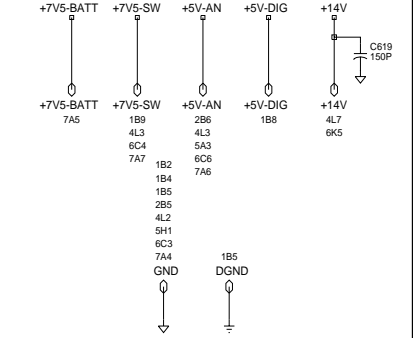 +7V5-BATT +7V5-SW +5V-AN +5V-DIG +14V
C619
150P
+7V5-BATT +7V5-SW +5V-AN +5V-DIG +14V
7A5 1B9 2B6 1B8 4L7
4L3 4L3 6K5
6C4 5A3
7A7 6C6
1B2 7A6
1B4
1B5
2B5
4L2
5H1
6C3
7A4 1B5
GND DGND